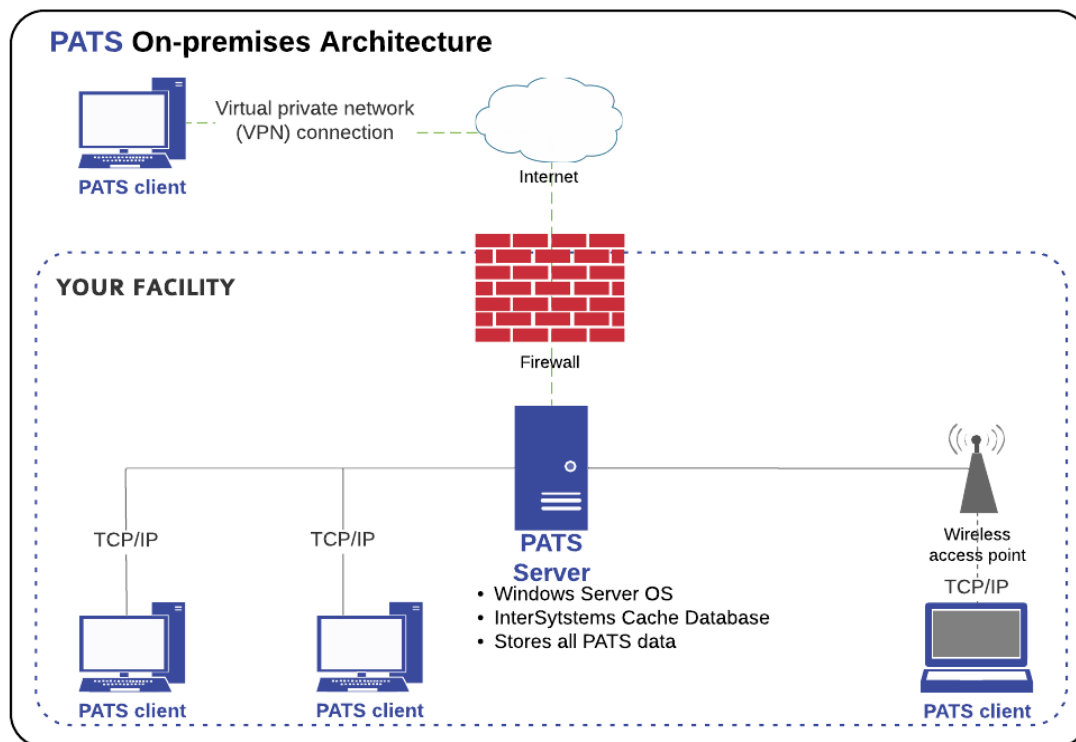 PATS On-premises Architecture
Virtual private network
(VPN) connection
PATS client
Internet
YOUR FACILITY
Firewall
TCP/IP
TCP/IP
PATS
Server
• Windows Server OS
• InterSytstems Cache Database
• Stores all PATS data
Wireless
access point
TCP/IP
PATS client
PATS client
PATS client